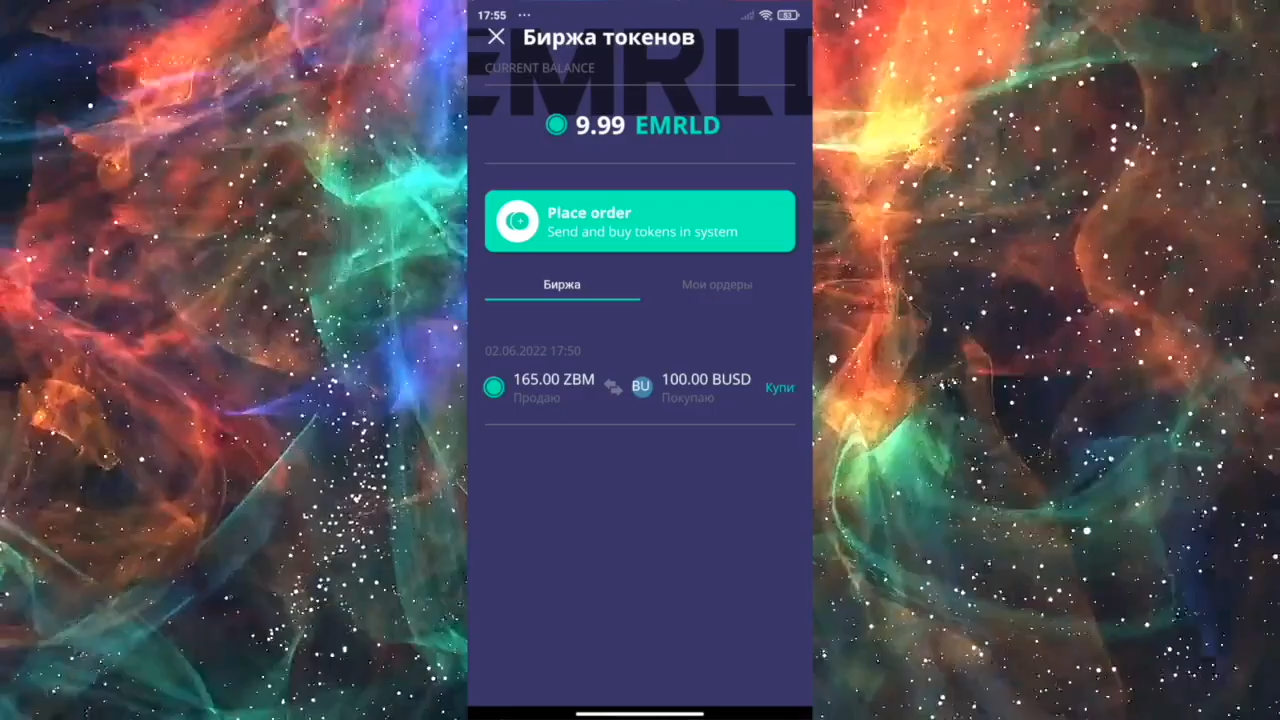 17:55 ... 53
Биржа токенов
EMRLD
CURRENT BALANCE
9.99 EMRLD
Place order
Send and buy tokens in system
Биржа Мои ордеры
02.06.2022 17:50
165.00 ZBM BU 100.00 BUSD Купи
Продаю Покупаю